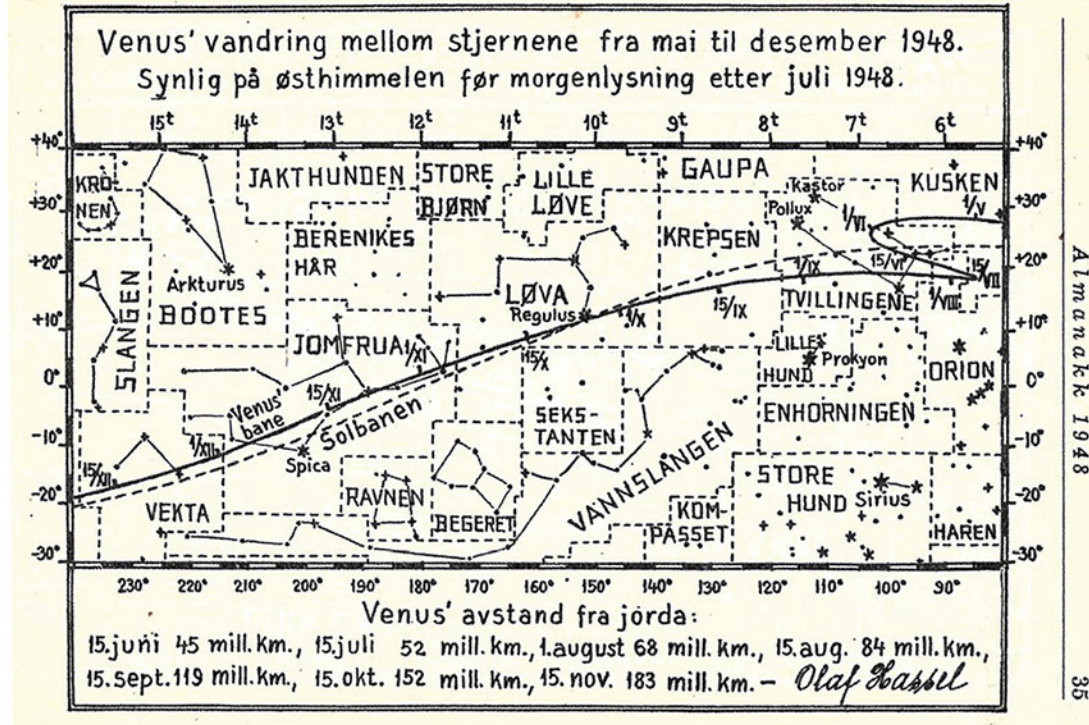 Venus' vandring mellom stjernene fra mai til desember 1948.
Synlig på østhimmelen før morgenlysning etter juli 1948.
15t 14t 13t 12t 11t 10t 9t 8t 7t 6t
+40° +40°
+30° +30°
+20° +20°
+10° +10°
0° 0°
-10° -10°
-20° -20°
-30° -30°
KRO-
NEN
JAKTHUNDEN
STORE
BJØRN
LILLE
LØVE
GAUPA
Kastor
Pollux
KUSKEN
1/V
1/VI
BERENIKES
HÅR
KREPSEN
SLANGEN
Arkturus
BOOTES
LØVA
Regulus
1/X
15/IX
1/IX
15/VI
15/VII
1/VIII
TVILLINGENE
JOMFRUA
1/XI
15/X
LILLE
HUND
Prokyon
ORION
Venus'
bane
15/XI
Solbanen
SEKS-
TANTEN
ENHORNINGEN
15/XII.
1/XII.
Spica
VEKTA
RAVNEN
BEGERET
VANNSLANGEN
KOM-
PASSET
STORE
HUND
Sirius
HAREN
230° 220° 210° 200° 190° 180° 170° 160° 150° 140° 130° 120° 110° 100° 90°
Venus' avstand fra jorda:
15.juni 45 mill. km., 15.juli 52 mill. km., 1.august 68 mill. km., 15.aug. 84 mill. km.,
15.sept. 119 mill. km., 15.okt. 152 mill. km., 15. nov. 183 mill. km. – Olaf Hassel
Almanakk 1948
35